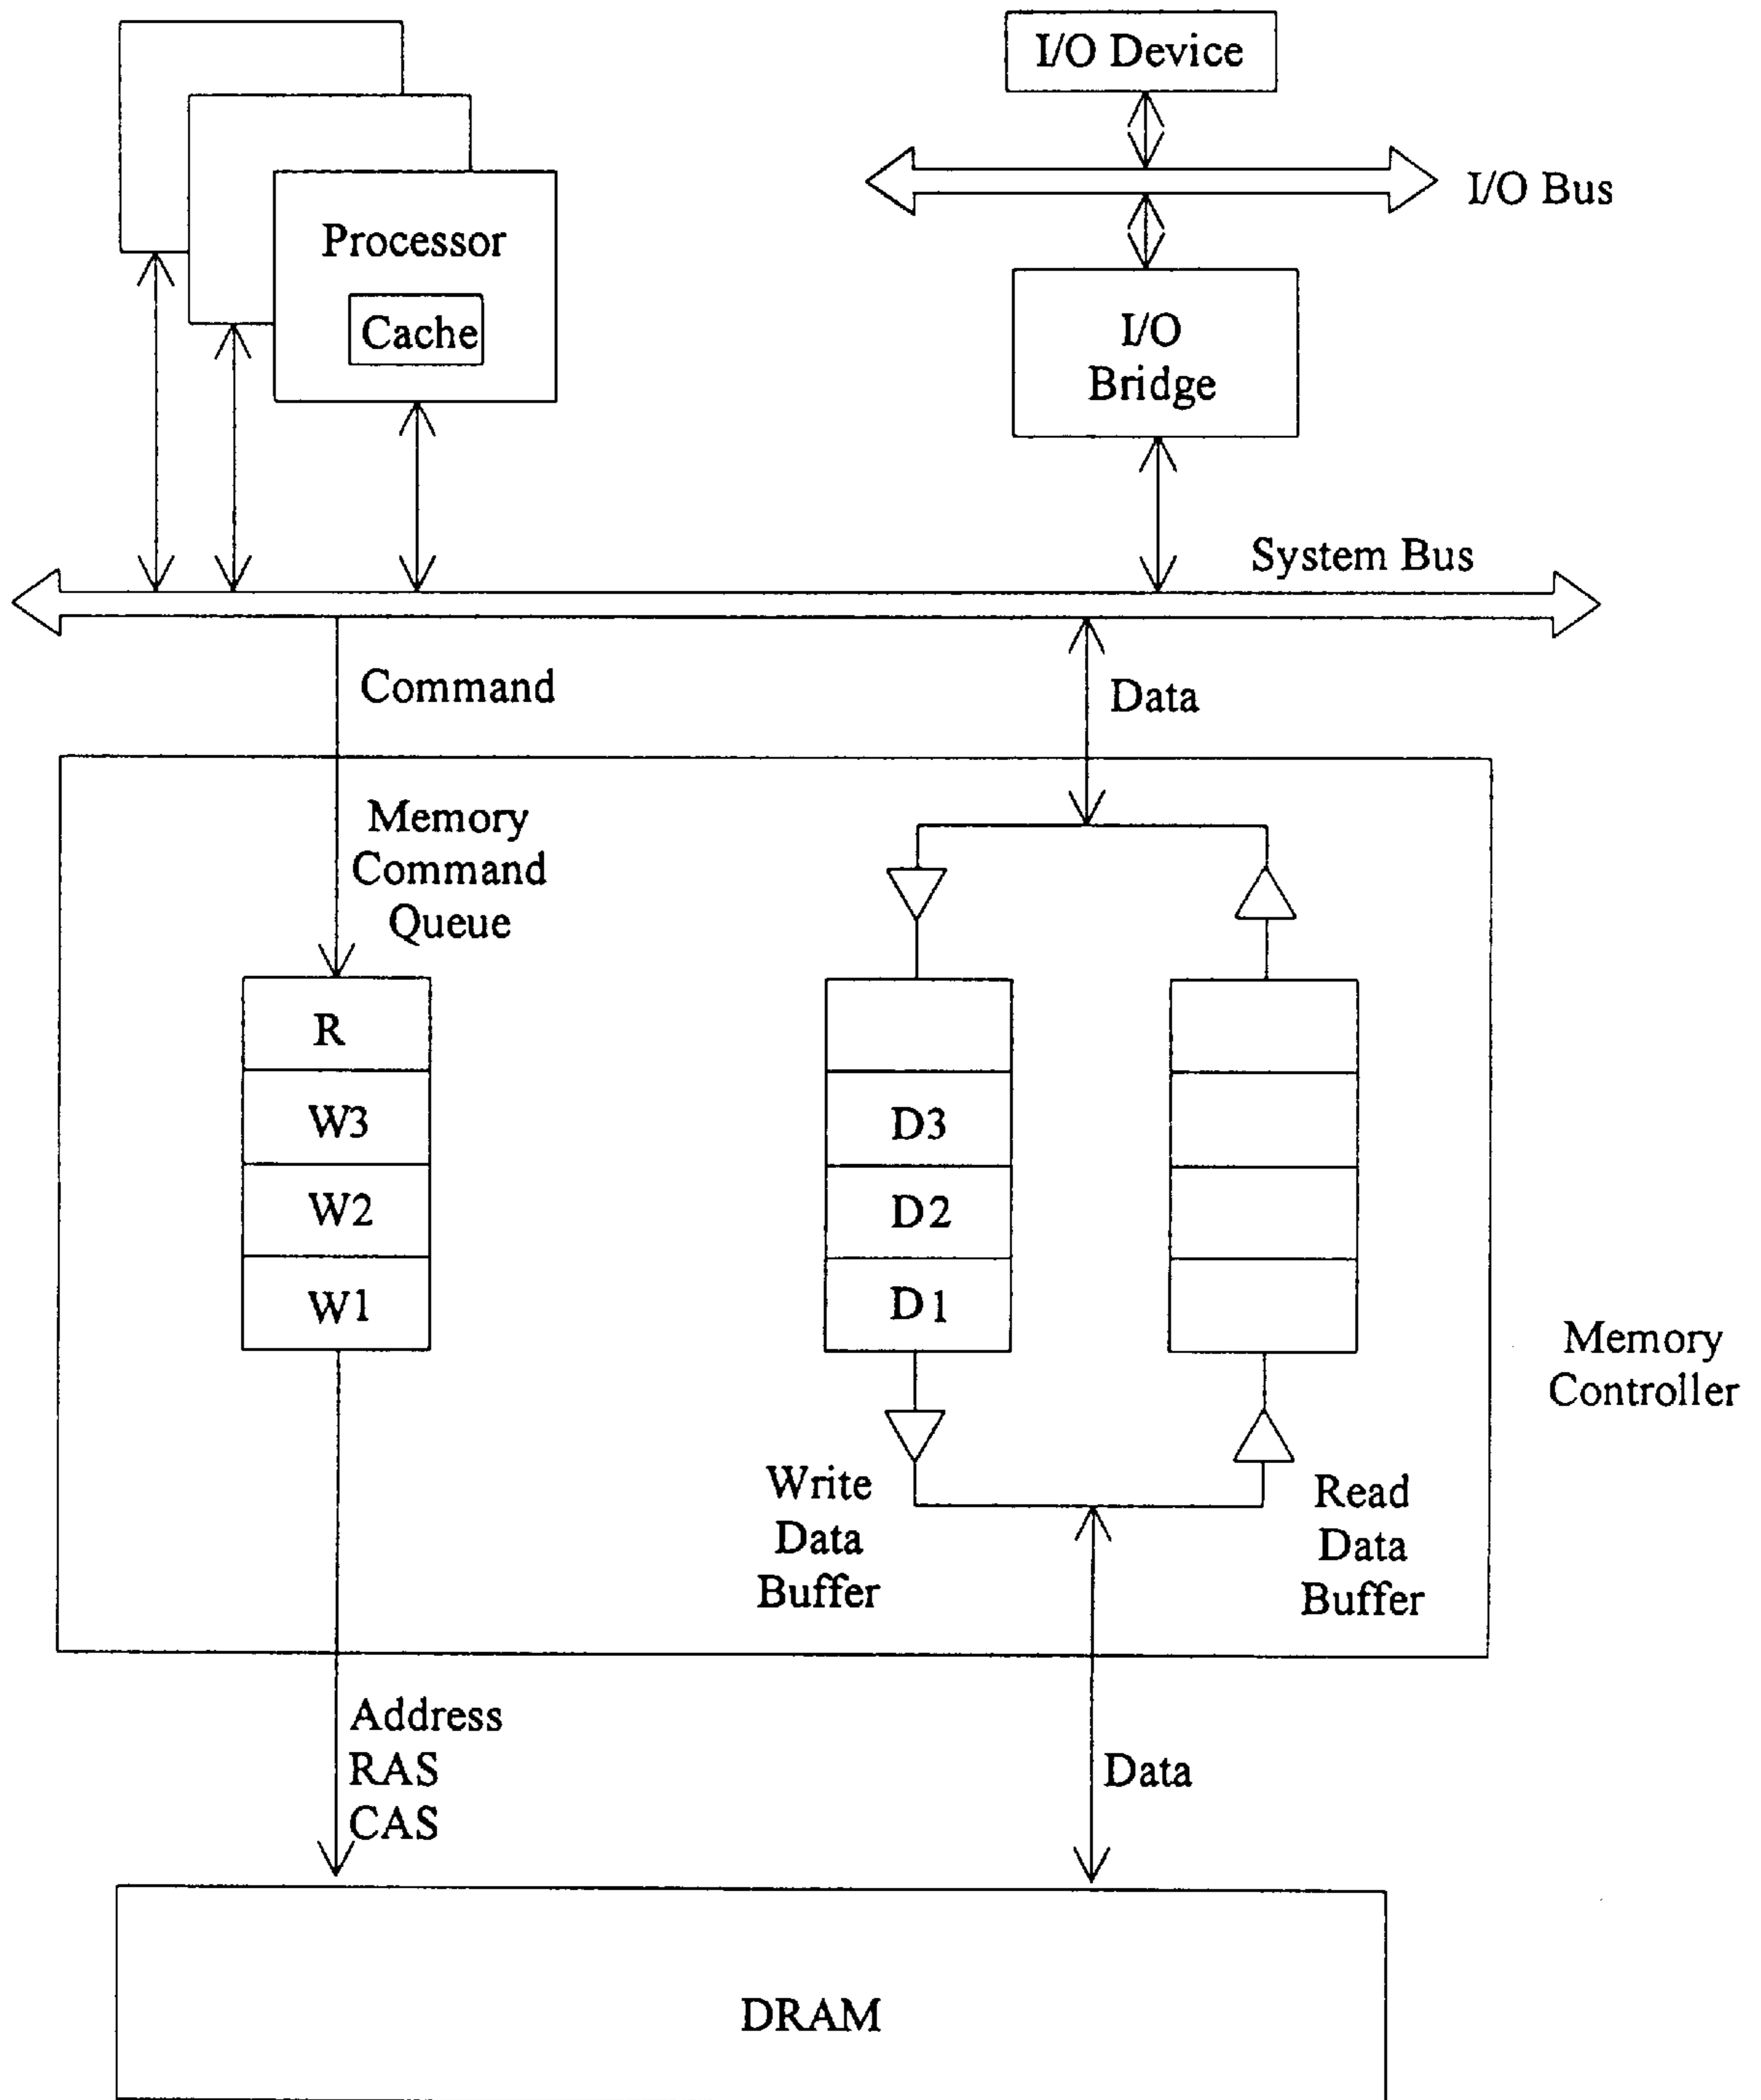 I/O Device
I/O Bus
Processor
Cache
I/O
Bridge
System Bus
Command
Data
Memory
Command
Queue
R
W3
W2
W1
D3
D2
D1
Memory
Controller
Write
Data
Buffer
Read
Data
Buffer
Address
RAS
CAS
Data
DRAM